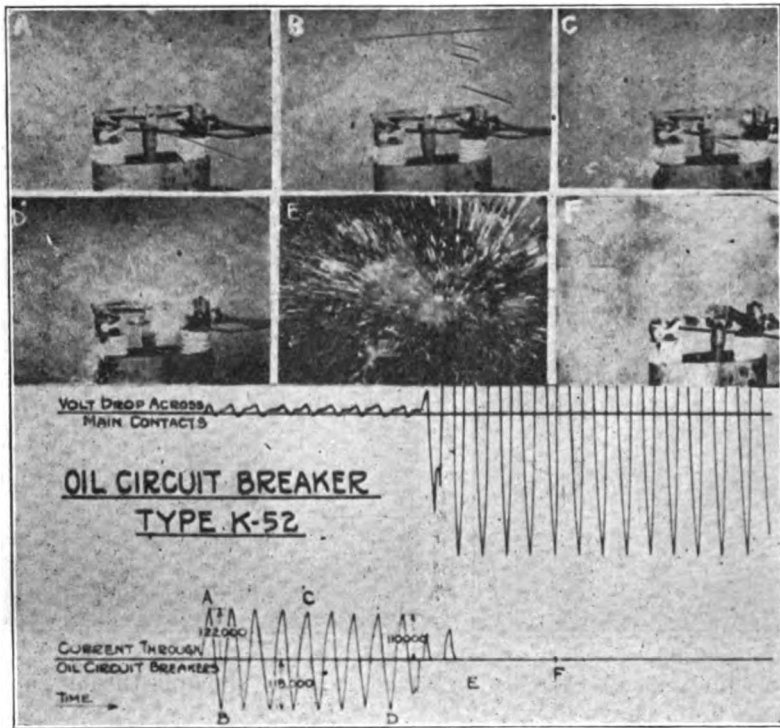 A
B
C
D
E
F
VOLT DROP ACROSS
MAIN CONTACTS
OIL CIRCUIT BREAKER
TYPE K-52
A
C
122,000
110,000
CURRENT THROUGH
OIL CIRCUIT BREAKERS
118,000
E
F
TIME
B
D